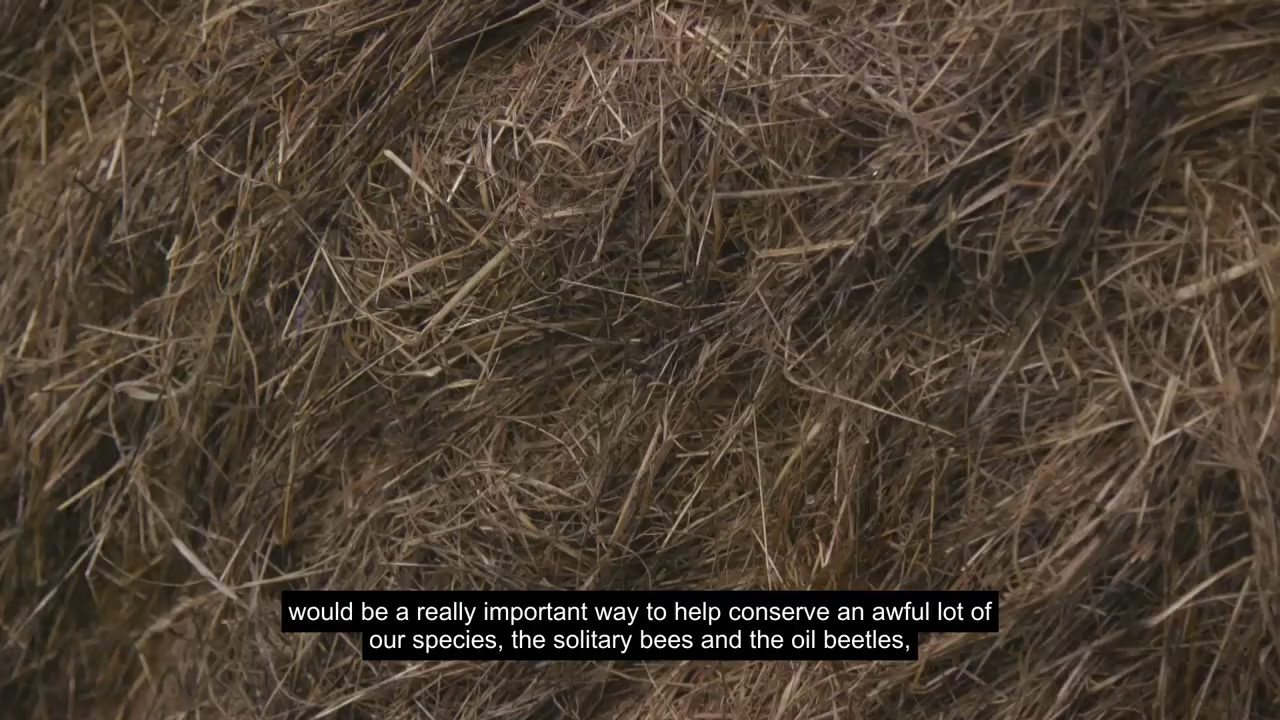 would be a really important way to help conserve an awful lot of
our species, the solitary bees and the oil beetles,